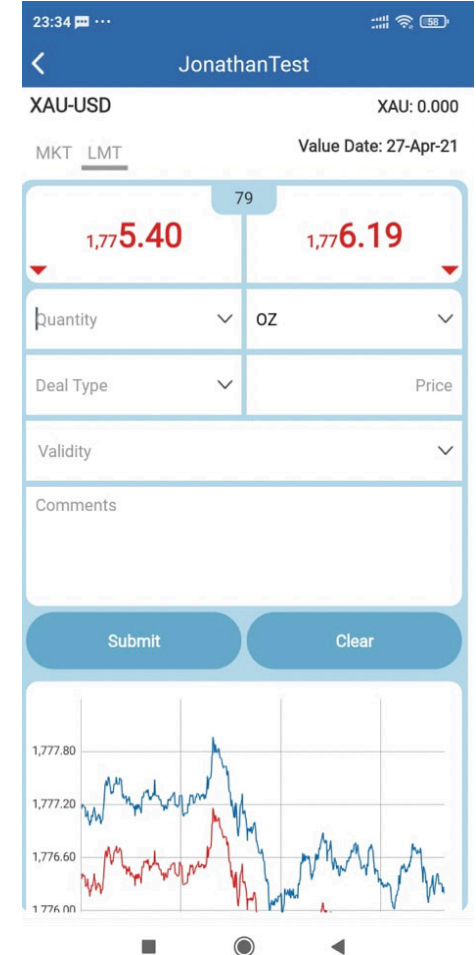 23:34 ...
58
JonathanTest
XAU-USD
XAU: 0.000
MKT LMT
Value Date: 27-Apr-21
79
1,775.40
1,776.19
Quantity
OZ
Deal Type
Price
Validity
Comments
Submit
Clear
1,777.80
1,777.20
1,776.60
1,776.00